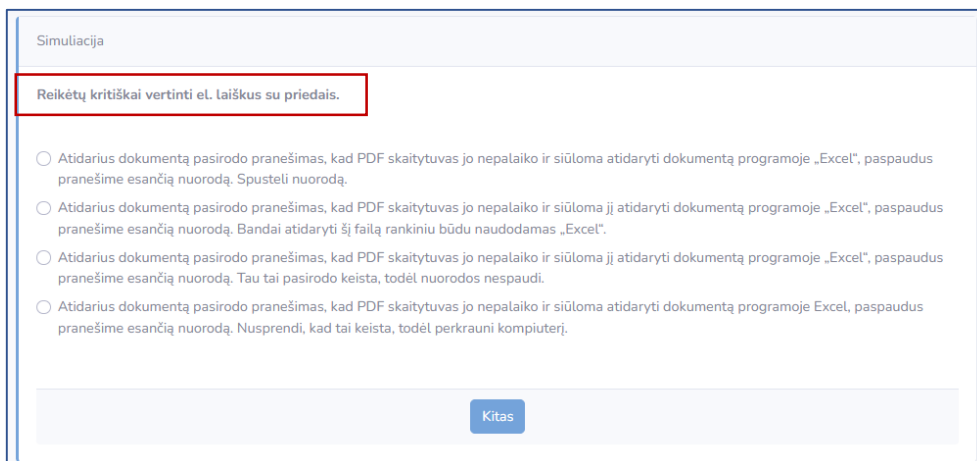 Simuliacija
Reikėtų kritiškai vertinti el. laiškus su priedais.
Atidarius dokumentą pasirodo pranešimas, kad PDF skaitytuvas jo nepalaiko ir siūloma atidaryti dokumentą programoje „Excel“, paspaudus
pranešime esančią nuorodą. Spusteli nuorodą.
Atidarius dokumentą pasirodo pranešimas, kad PDF skaitytuvas jo nepalaiko ir siūloma jį atidaryti dokumentą programoje „Excel“, paspaudus
pranešime esančią nuorodą. Bandai atidaryti šį failą rankiniu būdu naudodamas „Excel“.
Atidarius dokumentą pasirodo pranešimas, kad PDF skaitytuvas jo nepalaiko ir siūloma jį atidaryti dokumentą programoje „Excel“, paspaudus
pranešime esančią nuorodą. Tau tai pasirodo keista, todėl nuorodos nespaudi.
Atidarius dokumentą pasirodo pranešimas, kad PDF skaitytuvas jo nepalaiko ir siūloma atidaryti dokumentą programoje Excel, paspaudus
pranešime esančią nuorodą. Nusprendi, kad tai keista, todėl perkrauni kompiuterį.
Kitas